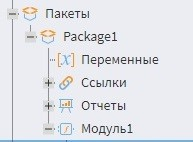 Пакеты
Package1
Переменные
Ссылки
Отчеты
Модуль1